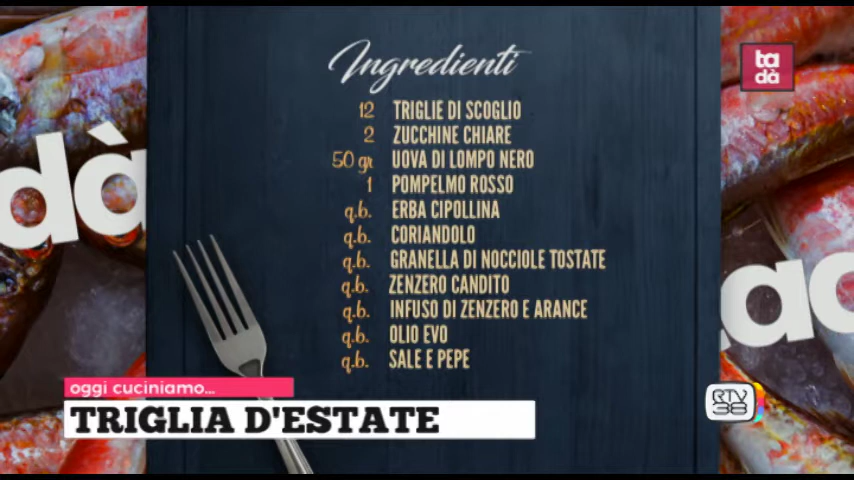 Ingredienti
ta
dà
12 TRIGLIE DI SCOGLIO
2 ZUCCHINE CHIARE
50 gr UOVA DI LOMPO NERO
1 POMPELMO ROSSO
q.b. ERBA CIPOLLINA
q.b. CORIANDOLO
q.b. GRANELLA DI NOCCIOLE TOSTATE
q.b. ZENZERO CANDITO
q.b. INFUSO DI ZENZERO E ARANCE
q.b. OLIO EVO
q.b. SALE E PEPE
dà
ad
oggi cuciniamo...
TRIGLIA D'ESTATE
RTV
38